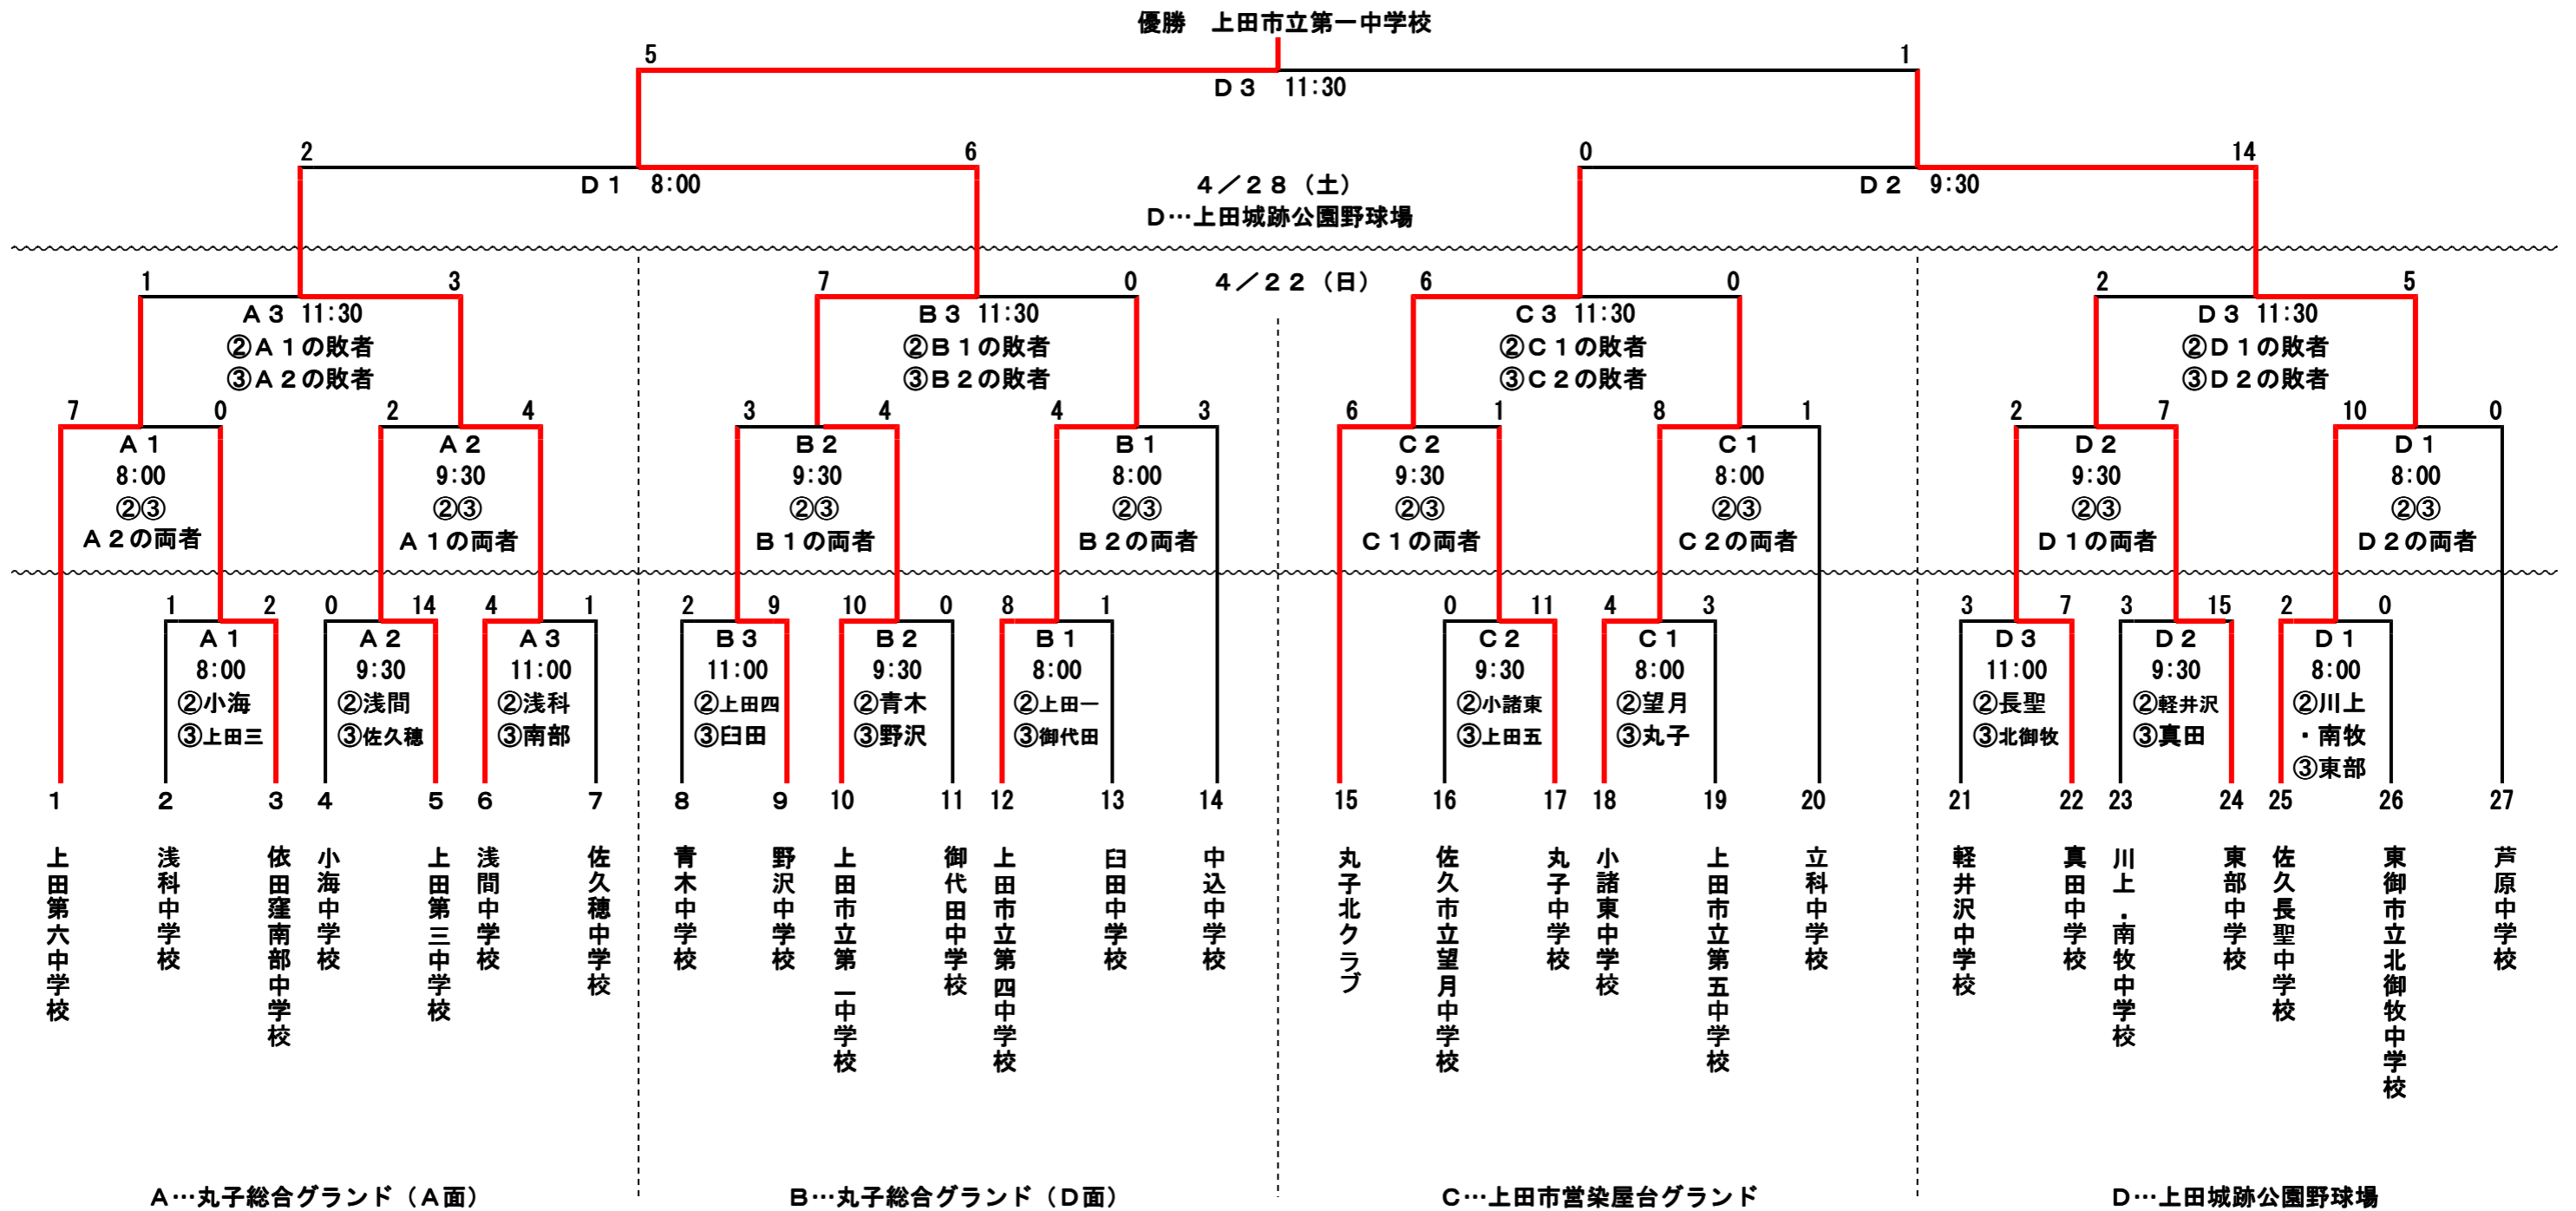 優勝　上田市立第一中学校
5　1
D3　11:30
2　6　0　14
D1　8:00　D2　9:30
4／28（土）
D…上田城跡公園野球場
4／22（日）
1　3　7　0　6　0　2　5
A3 11:30　B3 11:30　C3 11:30　D3 11:30
②A1の敗者　②B1の敗者　②C1の敗者　②D1の敗者
③A2の敗者　③B2の敗者　③C2の敗者　③D2の敗者
7　0　2　4　3　4　4　3　6　1　8　1　2　7　10　0
A1　A2　B2　B1　C2　C1　D2　D1
8:00　9:30　9:30　8:00　9:30　8:00　9:30　8:00
②③　②③　②③　②③　②③　②③　②③　②③
A2の両者　A1の両者　B1の両者　B2の両者　C1の両者　C2の両者　D1の両者　D2の両者
1　2　0　14　4　1　2　9　10　0　8　1　0　11　4　3　3　7　3　15　2　0
A1　A2　A3　B3　B2　B1　C2　C1　D3　D2　D1
8:00　9:30　11:00　11:00　9:30　8:00　9:30　8:00　11:00　9:30　8:00
②小海　②浅間　②浅科　②上田四　②青木　②上田一　②小諸東　②望月　②長聖　②軽井沢　②川上
③上田三　③佐久穂　③南部　③臼田　③野沢　③御代田　③上田五　③丸子　③北御牧　③真田　・南牧
③東部
1　2　3　4　5　6　7　8　9　10　11　12　13　14　15　16　17　18　19　20　21　22　23　24　25　26　27
上田第六中学校
浅科中学校
依田窪南部中学校
小海中学校
上田第三中学校
浅間中学校
佐久穂中学校
青木中学校
野沢中学校
上田市立第一中学校
御代田中学校
上田市立第四中学校
臼田中学校
中込中学校
丸子北クラブ
佐久市立望月中学校
丸子中学校
小諸東中学校
上田市立第五中学校
立科中学校
軽井沢中学校
真田中学校
川上・南牧中学校
東部中学校
佐久長聖中学校
東御市立北御牧中学校
芦原中学校
A…丸子総合グランド（A面）　B…丸子総合グランド（D面）　C…上田市営染屋台グランド　D…上田城跡公園野球場